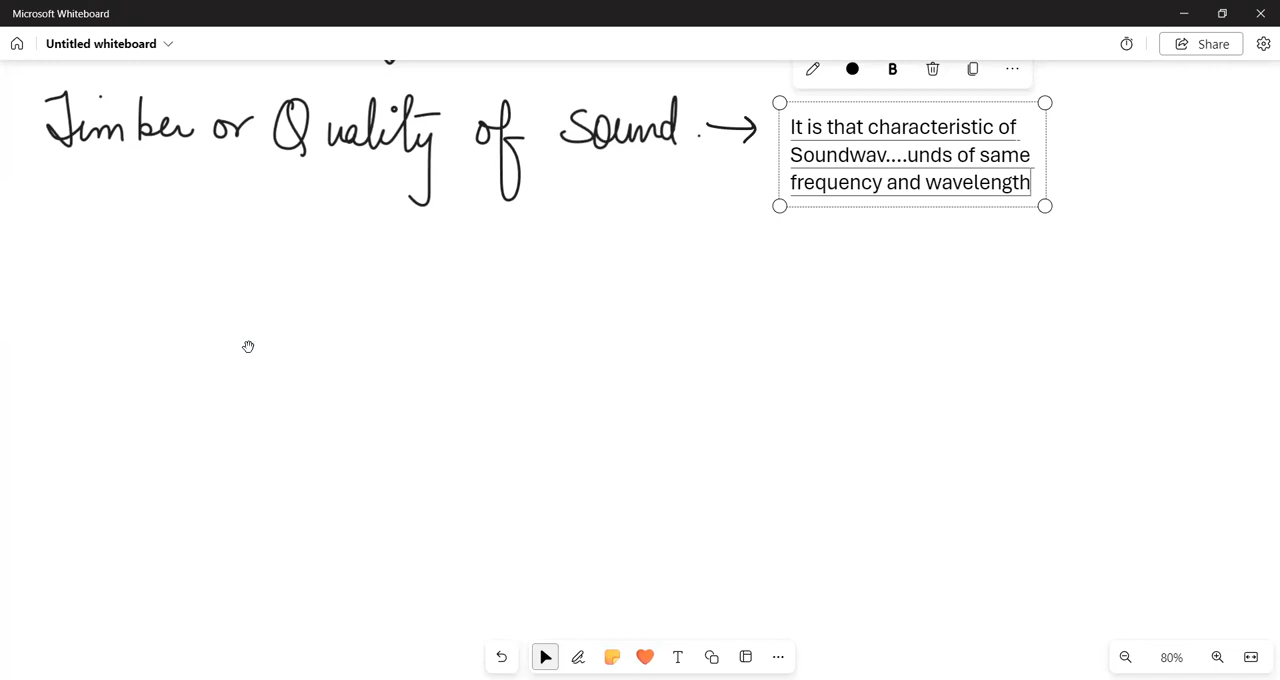 Microsoft Whiteboard
Untitled whiteboard
Share
B
Timber or Quality of Sound. →
It is that characteristic of
Soundwav....unds of same
frequency and wavelength
T
80%